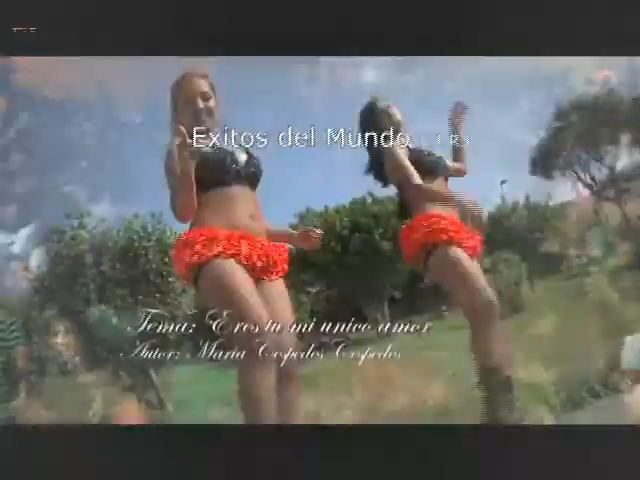 Exitos del Mundo
Tema: Eres tu mi unico amor
Autor: Maria Cespedes Cespedes